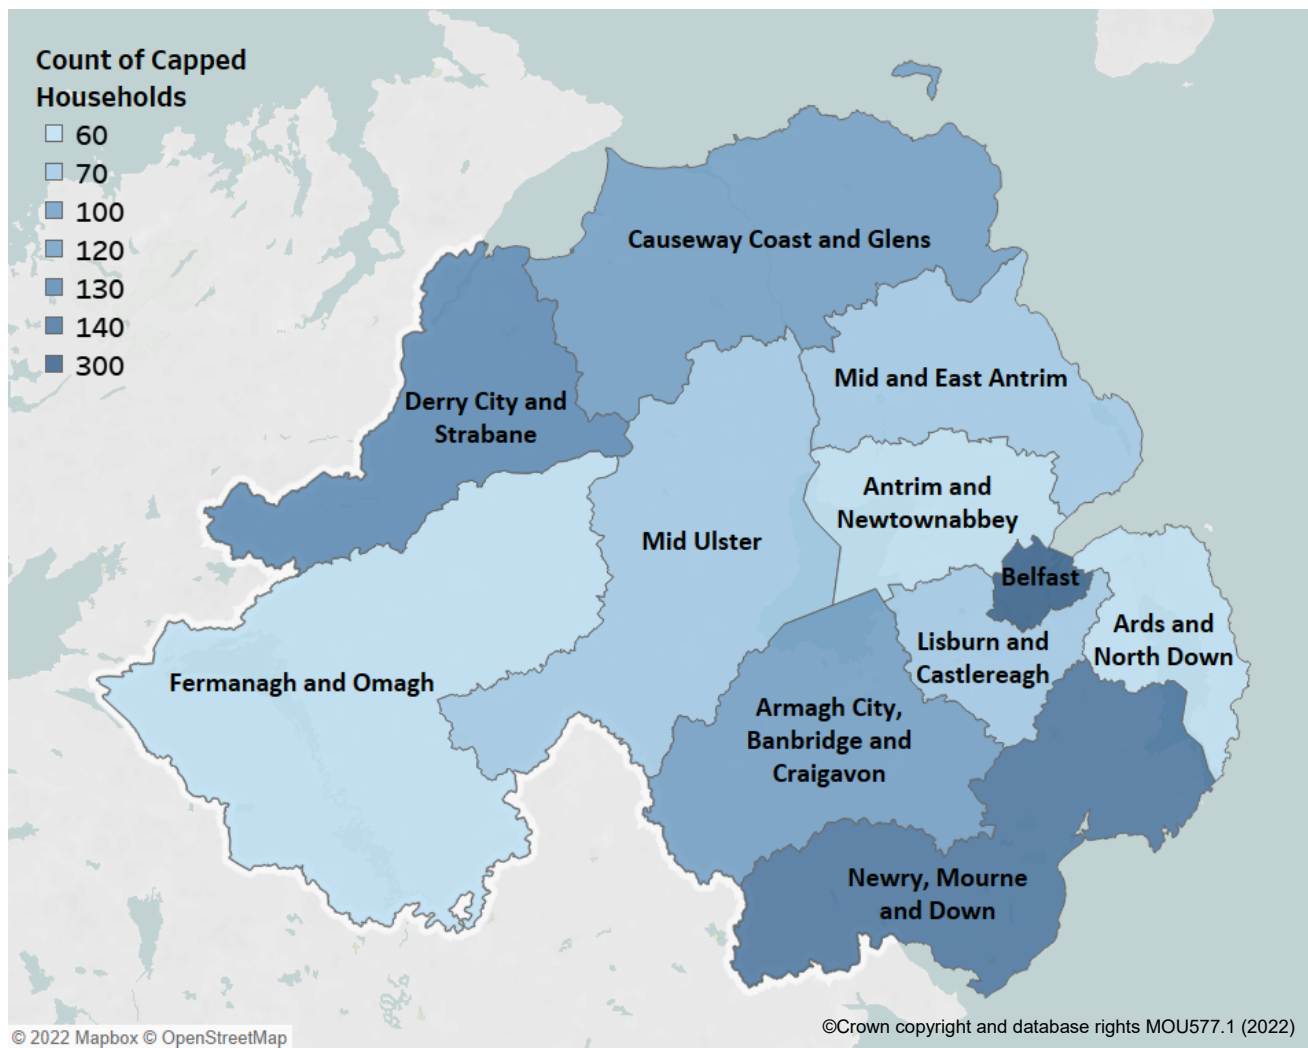 Count of Capped
Households
60
70
100
120
130
140
300
Causeway Coast and Glens
Mid and East Antrim
Derry City and
Strabane
Antrim and
Newtownabbey
Mid Ulster
Belfast
Ards and
North Down
Lisburn and
Castlereagh
Fermanagh and Omagh
Armagh City,
Banbridge and
Craigavon
Newry, Mourne
and Down
©Crown copyright and database rights MOU577.1 (2022)
© 2022 Mapbox © OpenStreetMap